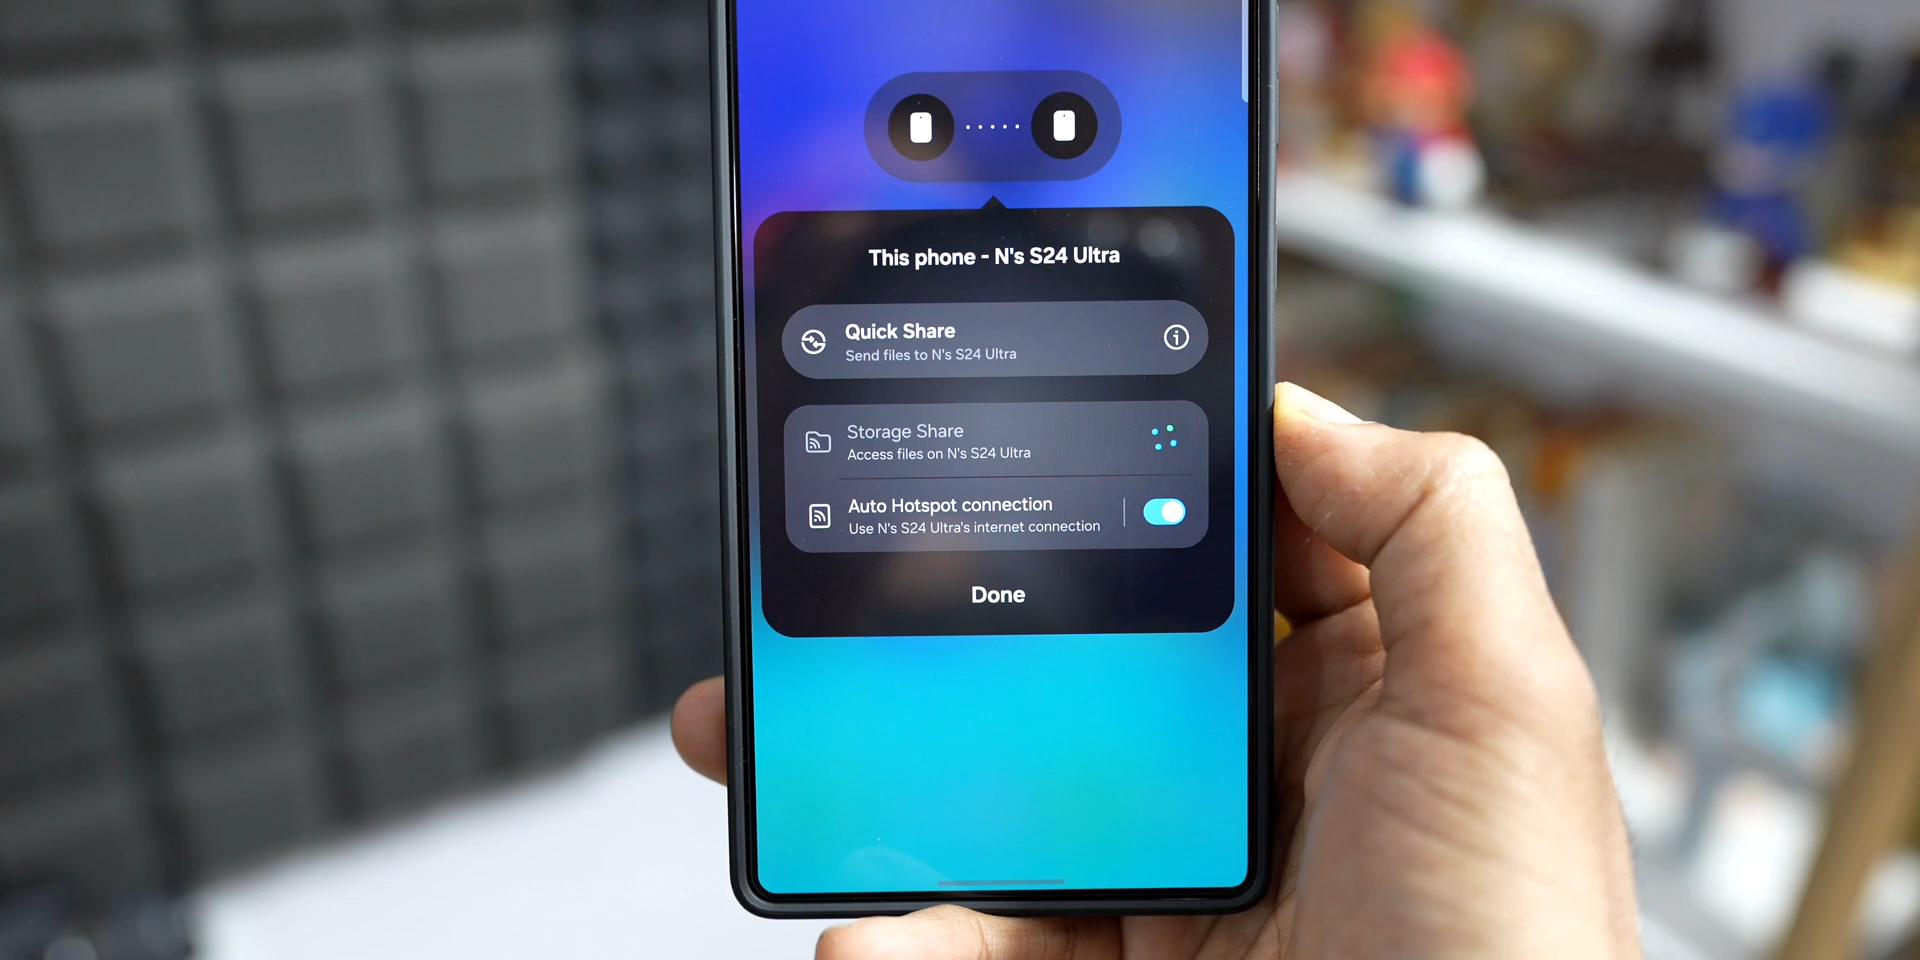 This phone - N's S24 Ultra
Quick Share
Send files to N's S24 Ultra
Storage Share
Access files on N's S24 Ultra
Auto Hotspot connection
Use N's S24 Ultra's internet connection
Done